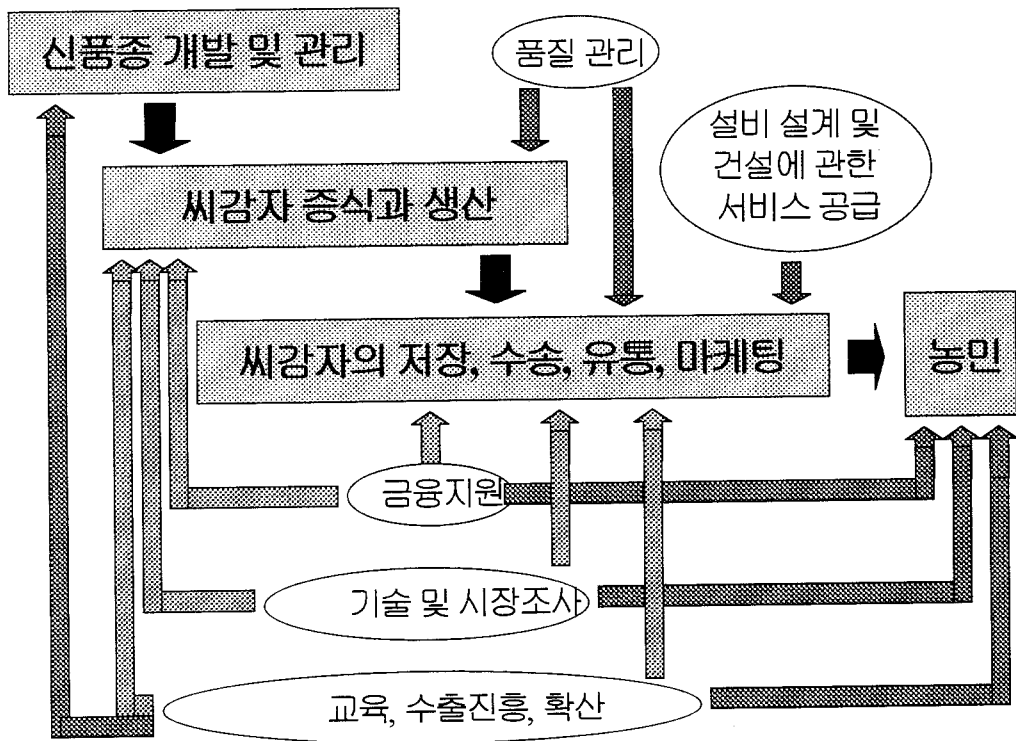 신품종 개발 및 관리
품질 관리
설비 설계 및
건설에 관한
서비스 공급
씨감자 증식과 생산
씨감자의 저장, 수송, 유통, 마케팅
농민
금융지원
기술 및 시장조사
교육, 수출진흥, 확산